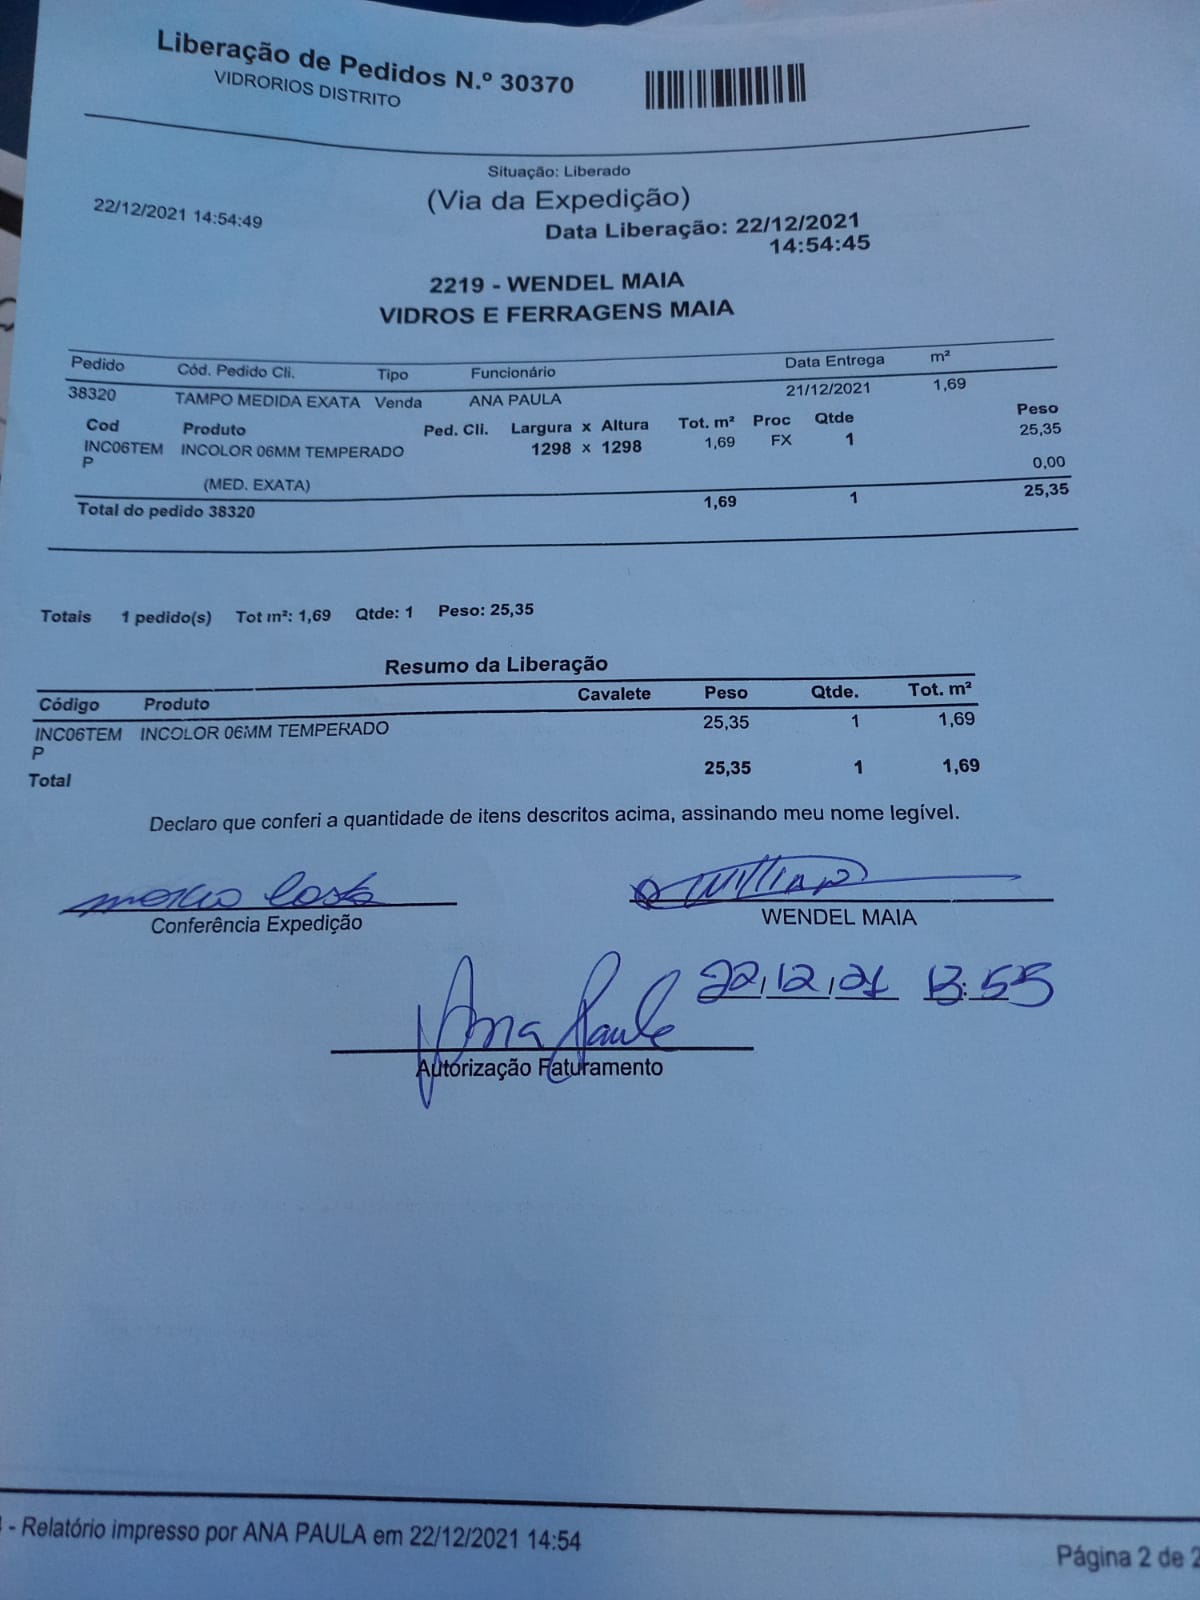 Liberação de Pedidos N.º 30370
VIDRORIOS DISTRITO
Situação: Liberado
(Via da Expedição)
22/12/2021 14:54:49
Data Liberação: 22/12/2021
14:54:45
2219 - WENDEL MAIA
VIDROS E FERRAGENS MAIA
Pedido Cód. Pedido Cli. Tipo Funcionário Data Entrega m²
38320 TAMPO MEDIDA EXATA Venda ANA PAULA 21/12/2021 1,69
Cod Produto Ped. Cli. Largura x Altura Tot. m² Proc Qtde Peso
INC06TEM INCOLOR 06MM TEMPERADO 1298 x 1298 1,69 FX 1 25,35
P
(MED. EXATA) 0,00
Total do pedido 38320 1,69 1 25,35
Totais 1 pedido(s) Tot m²: 1,69 Qtde: 1 Peso: 25,35
Resumo da Liberação
Código Produto Cavalete Peso Qtde. Tot. m²
INC06TEM INCOLOR 06MM TEMPERADO 25,35 1 1,69
P
Total 25,35 1 1,69
Declaro que conferi a quantidade de itens descritos acima, assinando meu nome legível.
Costa
Conferência Expedição
WENDEL MAIA
Ana Paula 22/12/21 13:55
Autorização Faturamento
- Relatório impresso por ANA PAULA em 22/12/2021 14:54
Página 2 de 2